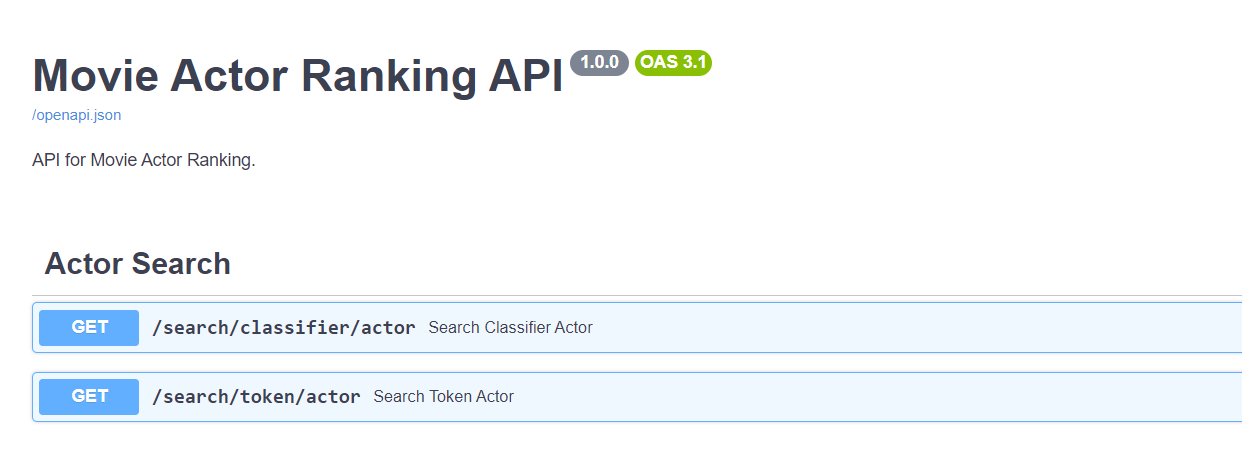 Movie Actor Ranking API 1.0.0 OAS 3.1
/openapi.json
API for Movie Actor Ranking.
Actor Search
GET /search/classifier/actor Search Classifier Actor
GET /search/token/actor Search Token Actor